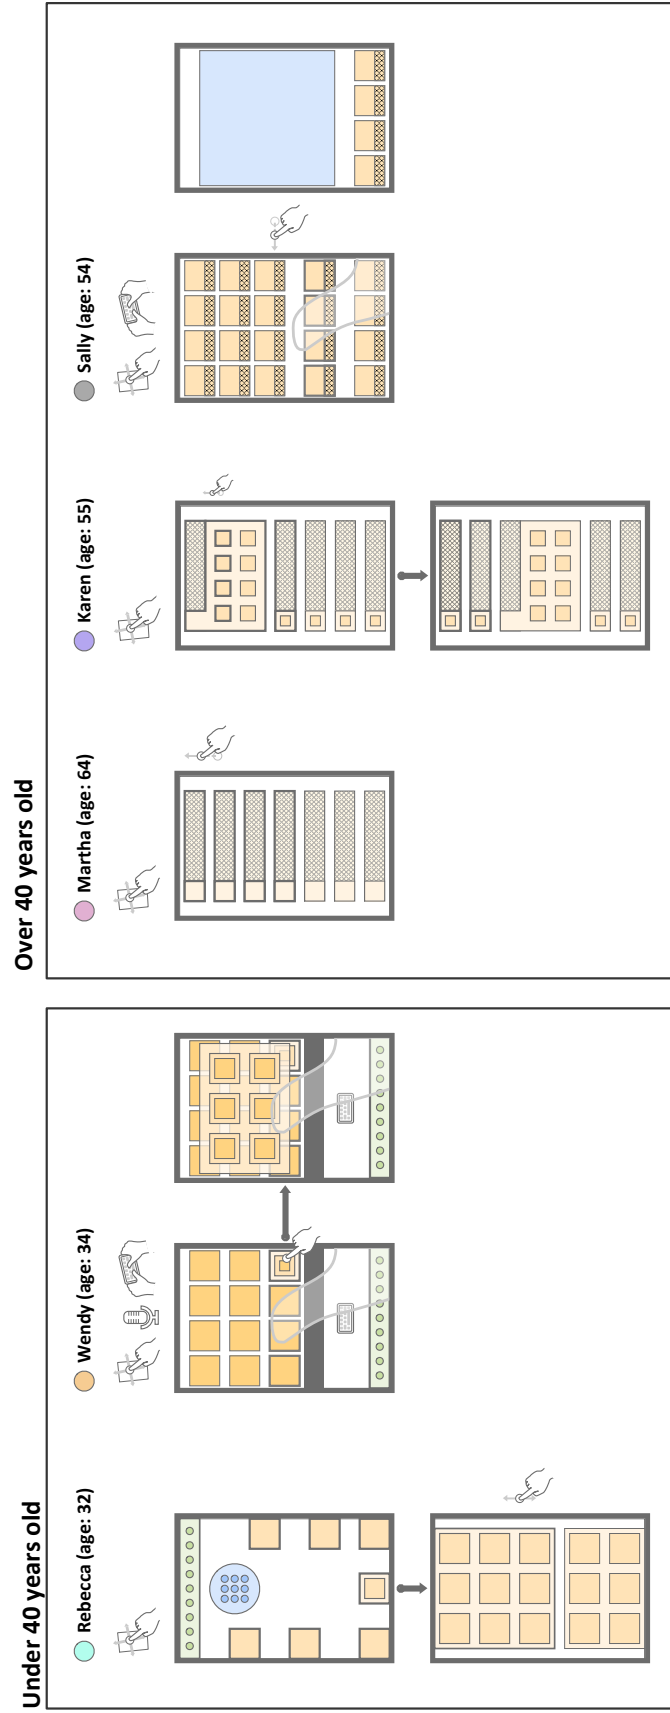 Under 40 years old
Rebecca (age: 32)
Wendy (age: 34)
Over 40 years old
Martha (age: 64)
Karen (age: 55)
Sally (age: 54)